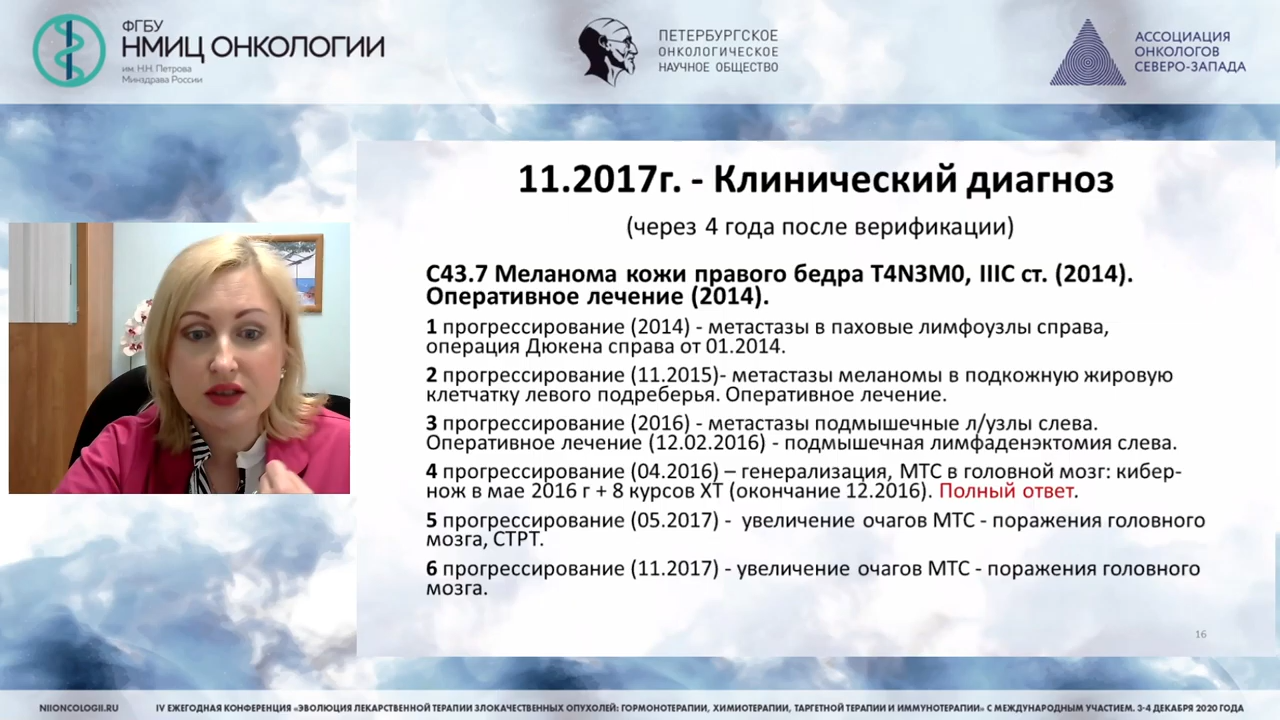 ФГБУ
НМИЦ ОНКОЛОГИИ
им. Н.Н. Петрова
Минздрава России
ПЕТЕРБУРГСКОЕ
ОНКОЛОГИЧЕСКОЕ
НАУЧНОЕ ОБЩЕСТВО
АССОЦИАЦИЯ
ОНКОЛОГОВ
СЕВЕРО-ЗАПАДА
11.2017г. - Клинический диагноз
(через 4 года после верификации)
С43.7 Меланома кожи правого бедра T4N3M0, IIIC ст. (2014).
Оперативное лечение (2014).
1 прогрессирование (2014) - метастазы в паховые лимфоузлы справа,
операция Дюкена справа от 01.2014.
2 прогрессирование (11.2015)- метастазы меланомы в подкожную жировую
клетчатку левого подреберья. Оперативное лечение.
3 прогрессирование (2016) - метастазы подмышечные л/узлы слева.
Оперативное лечение (12.02.2016) - подмышечная лимфаденэктомия слева.
4 прогрессирование (04.2016) – генерализация, МТС в головной мозг: кибер-
нож в мае 2016 г + 8 курсов ХТ (окончание 12.2016). Полный ответ.
5 прогрессирование (05.2017) - увеличение очагов МТС - поражения головного
мозга, СТРТ.
6 прогрессирование (11.2017) - увеличение очагов МТС - поражения головного
мозга.
16
NIIONCOLOGII.RU
IV ЕЖЕГОДНАЯ КОНФЕРЕНЦИЯ «ЭВОЛЮЦИЯ ЛЕКАРСТВЕННОЙ ТЕРАПИИ ЗЛОКАЧЕСТВЕННЫХ ОПУХОЛЕЙ: ГОРМОНОТЕРАПИИ, ХИМИОТЕРАПИИ, ТАРГЕТНОЙ ТЕРАПИИ И ИММУНОТЕРАПИИ» С МЕЖДУНАРОДНЫМ УЧАСТИЕМ. 3-4 ДЕКАБРЯ 2020 ГОДА